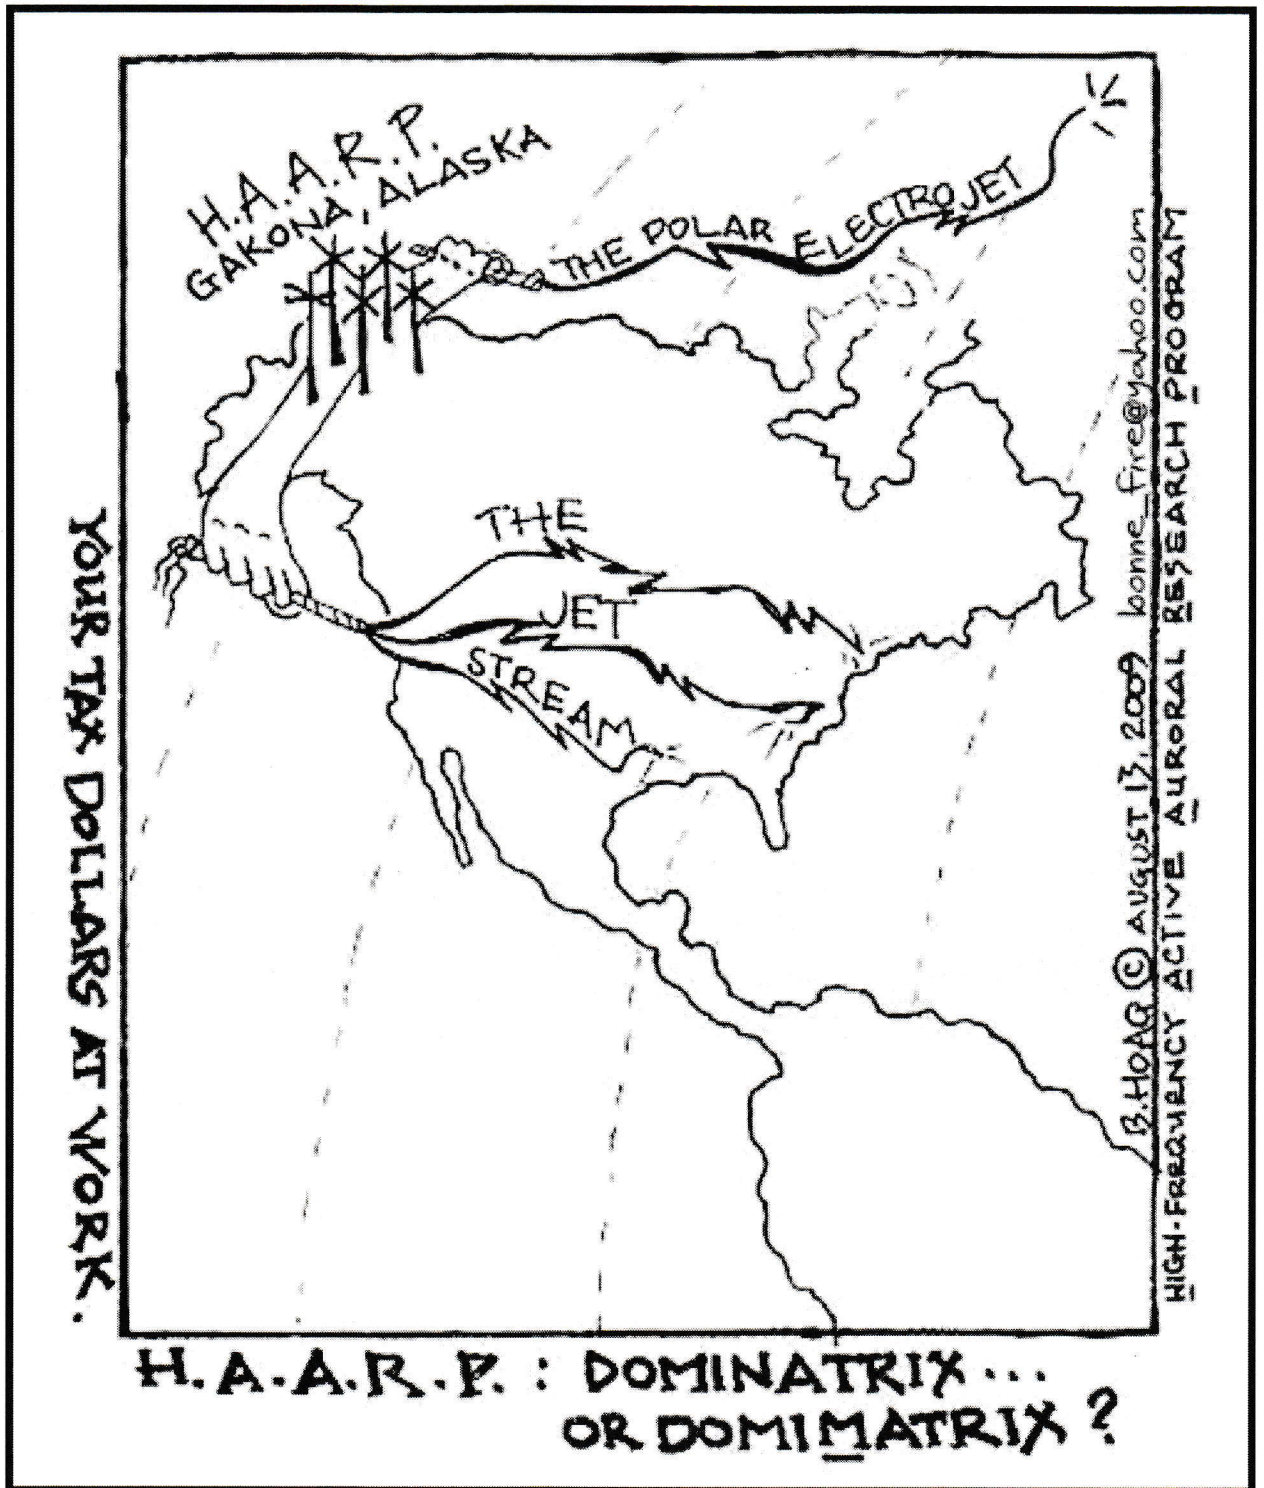 H.A.A.R.P.
GAKONA, ALASKA
THE POLAR ELECTROJET
THE
JET
STREAM
YOUR TAX DOLLARS AT WORK.
B.HOAG © AUGUST 13, 2009 bonne_fire@yahoo.com
HIGH-FREQUENCY ACTIVE AURORAL RESEARCH PROGRAM
H.A.A.R.P. : DOMINATRIX...
OR DOMIMATRIX?